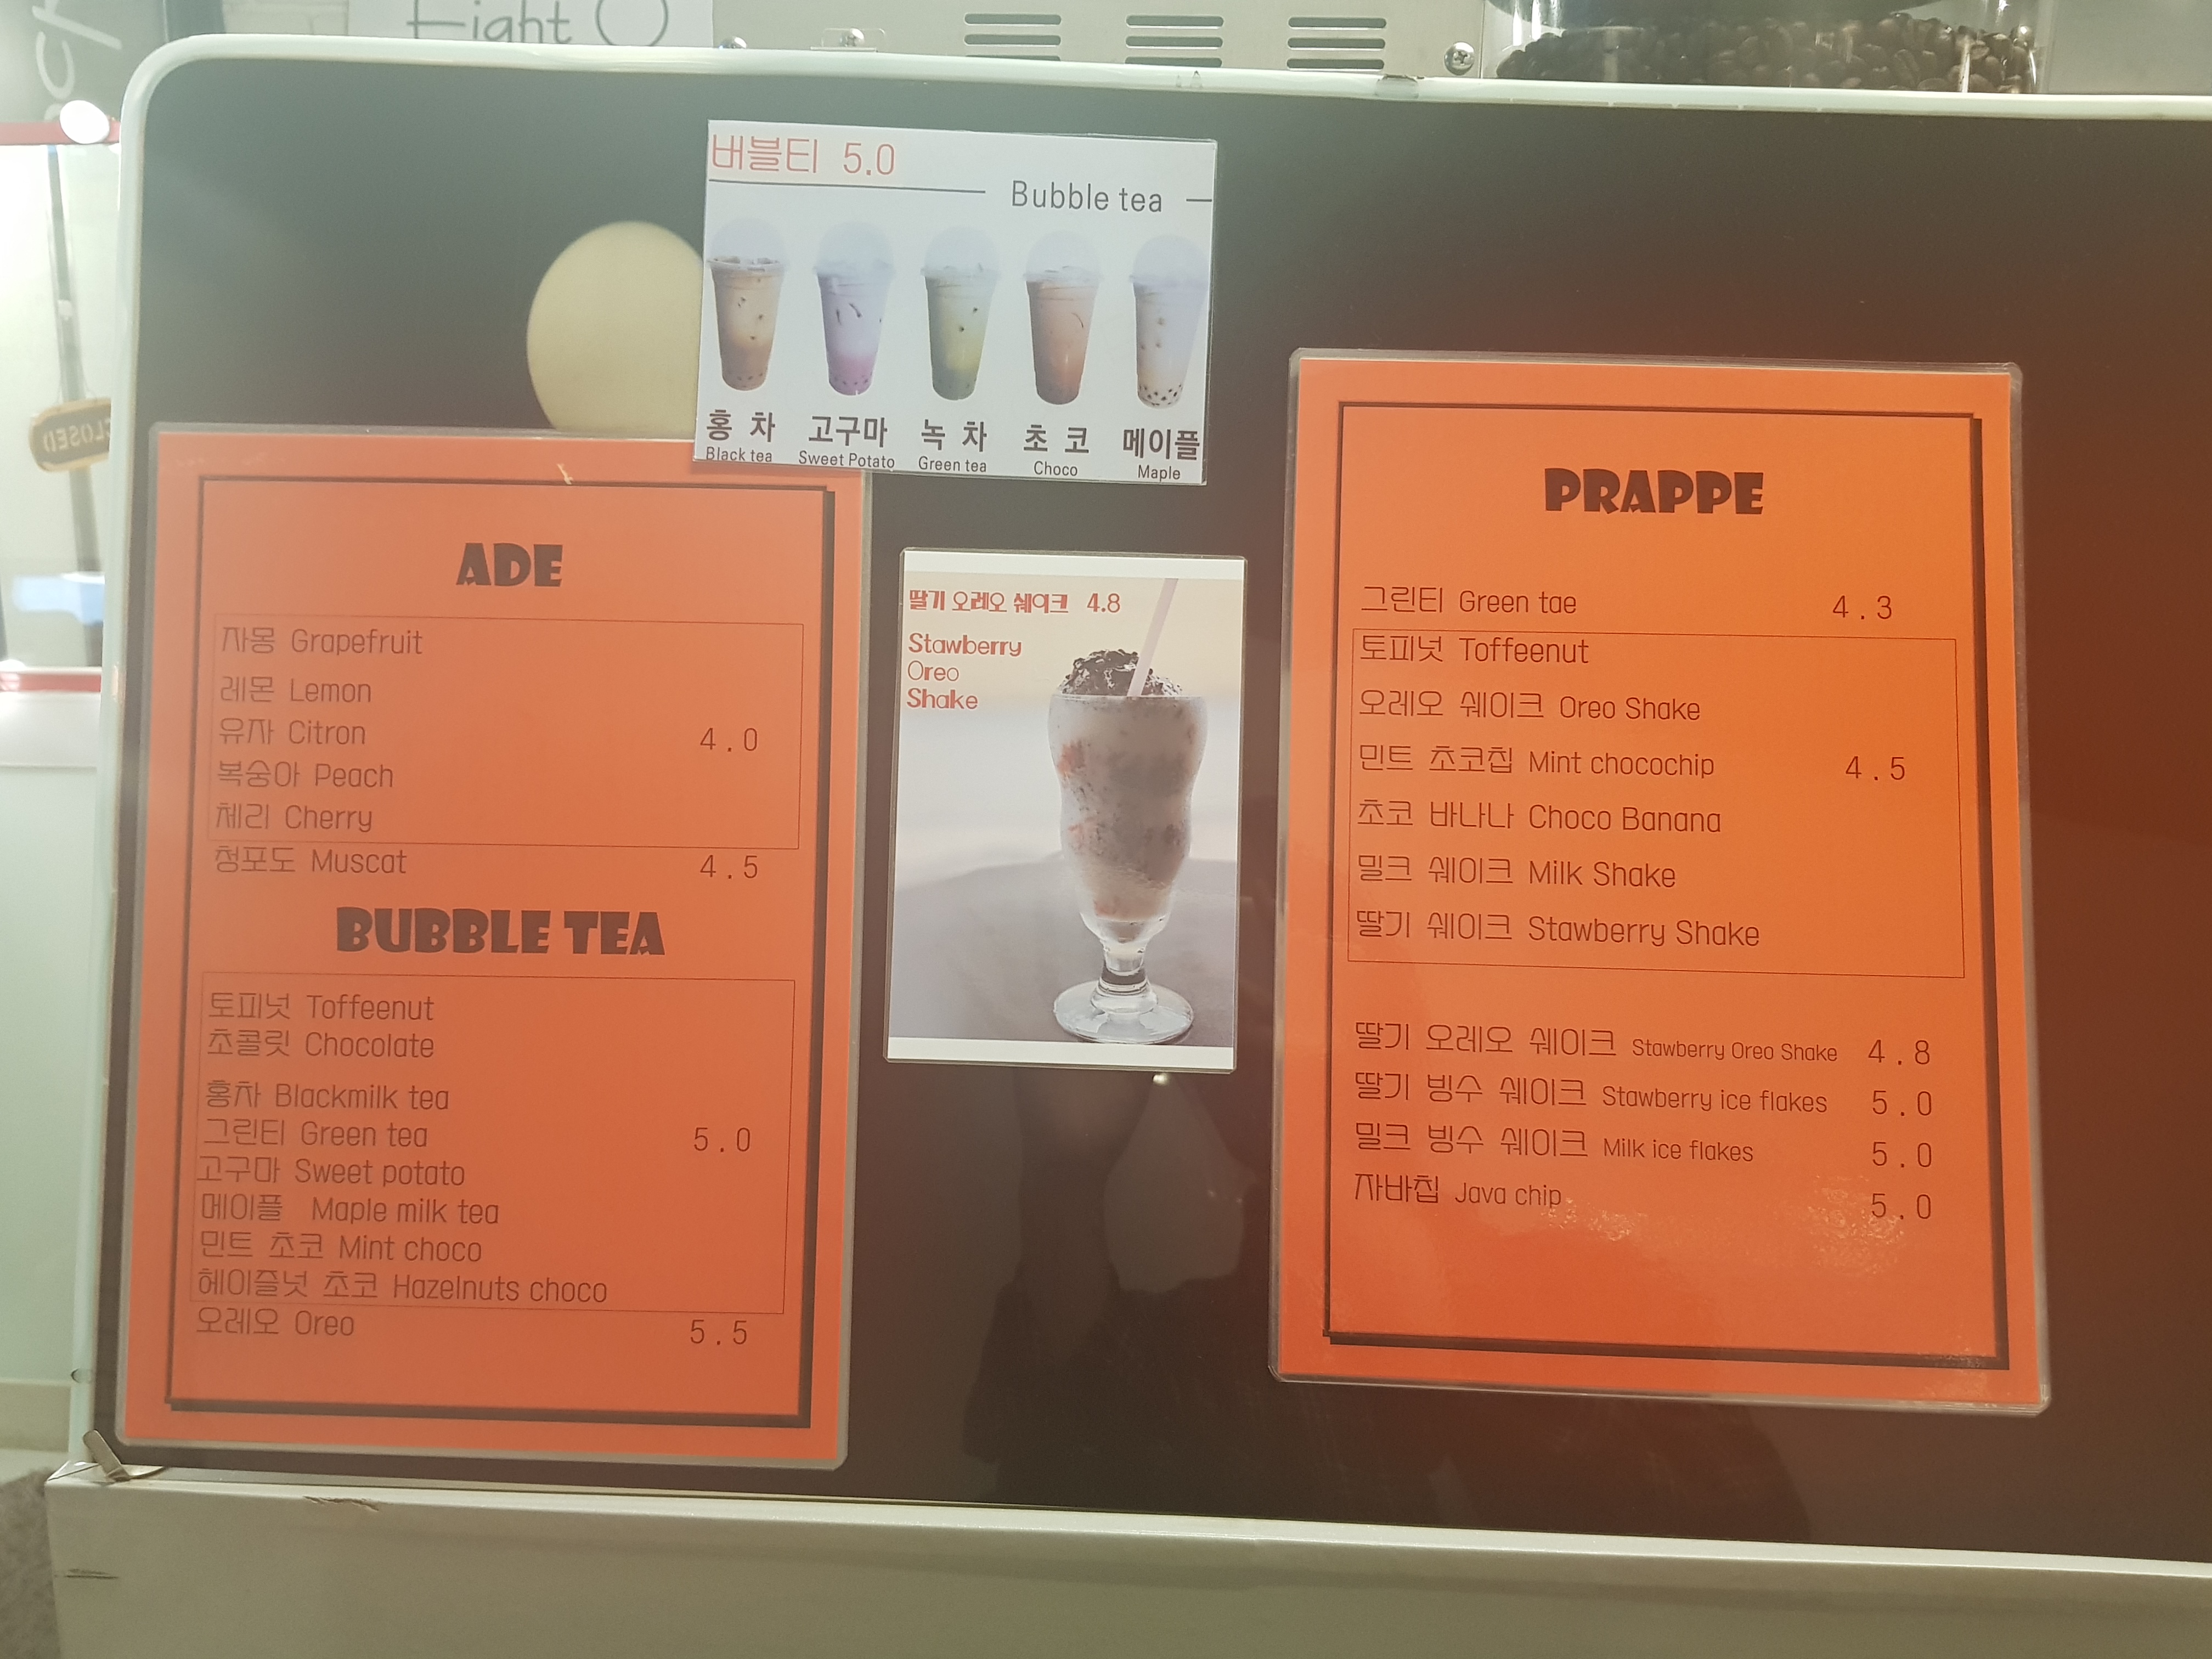 Eight O
버블티 5.0
Bubble tea
홍 차 고구마 녹 차 초 코 메이플
Black tea Sweet Potato Green tea Choco Maple
CLOSED
ADE
자몽 Grapefruit
레몬 Lemon
유자 Citron 4.0
복숭아 Peach
체리 Cherry
청포도 Muscat 4.5
BUBBLE TEA
토피넛 Toffeenut
초콜릿 Chocolate
홍차 Blackmilk tea
그린티 Green tea 5.0
고구마 Sweet potato
메이플 Maple milk tea
민트 초코 Mint choco
헤이즐넛 초코 Hazelnuts choco
오레오 Oreo 5.5
딸기 오레오 쉐이크 4.8
Stawberry
Oreo
Shake
PRAPPE
그린티 Green tae 4.3
토피넛 Toffeenut
오레오 쉐이크 Oreo Shake
민트 초코칩 Mint chocochip 4.5
초코 바나나 Choco Banana
밀크 쉐이크 Milk Shake
딸기 쉐이크 Stawberry Shake
딸기 오레오 쉐이크 Stawberry Oreo Shake 4.8
딸기 빙수 쉐이크 Stawberry ice flakes 5.0
밀크 빙수 쉐이크 Milk ice flakes 5.0
자바칩 Java chip 5.0